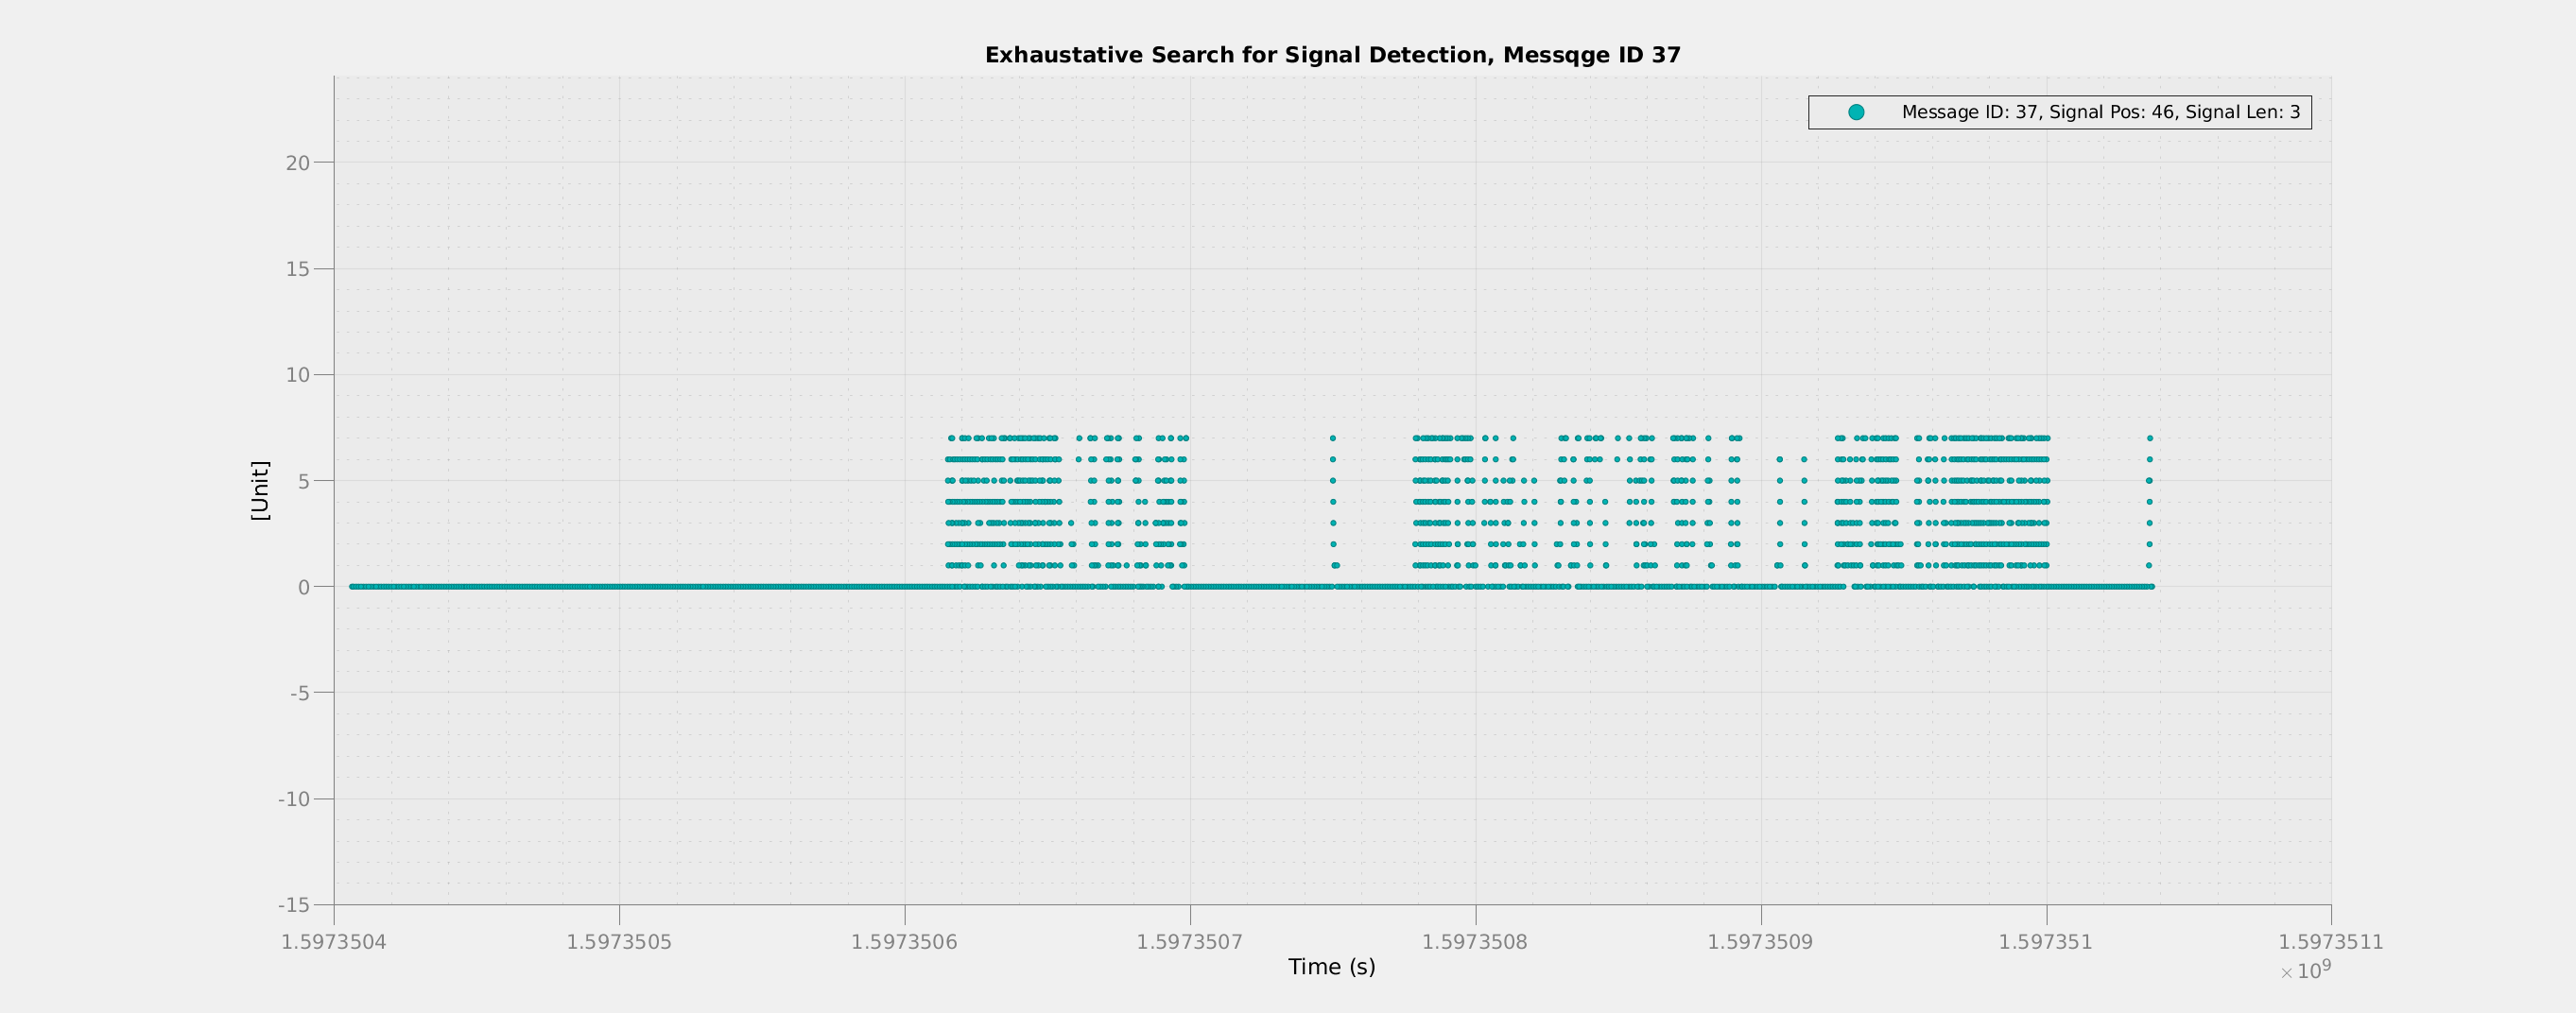 Exhaustative Search for Signal Detection, Messqge ID 37
Message ID: 37, Signal Pos: 46, Signal Len: 3
20
15
10
5
0
-5
-10
-15
[Unit]
1.5973504 1.5973505 1.5973506 1.5973507 1.5973508 1.5973509 1.597351 1.5973511
Time (s)
× 10⁹